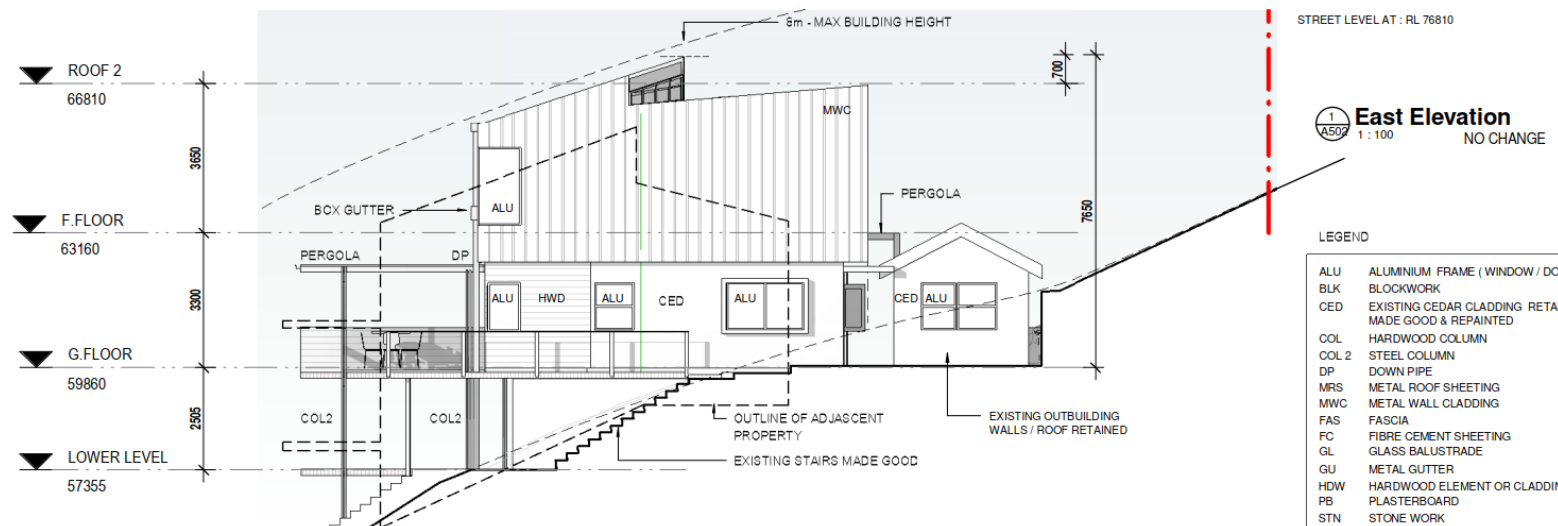 8m - MAX BUILDING HEIGHT
STREET LEVEL AT : RL 76810
ROOF 2
66810
700
1
A502
East Elevation
1 : 100
NO CHANGE
MWC
3650
PERGOLA
ALU
BOX GUTTER
7650
F.FLOOR
63160
LEGEND
PERGOLA
DP
ALU
HWD
ALU
CED
ALU
CED
ALU
3300
G.FLOOR
59860
COL2
COL2
2505
OUTLINE OF ADJASCENT
PROPERTY
EXISTING OUTBUILDING
WALLS / ROOF RETAINED
EXISTING STAIRS MADE GOOD
LOWER LEVEL
57355
ALU ALUMINIUM FRAME ( WINDOW / DO
BLK BLOCKWORK
CED EXISTING CEDAR CLADDING RETA
MADE GOOD & REPAINTED
COL HARDWOOD COLUMN
COL 2 STEEL COLUMN
DP DOWN PIPE
MRS METAL ROOF SHEETING
MWC METAL WALL CLADDING
FAS FASCIA
FC FIBRE CEMENT SHEETING
GL GLASS BALUSTRADE
GU METAL GUTTER
HDW HARDWOOD ELEMENT OR CLADDIN
PB PLASTERBOARD
STN STONE WORK